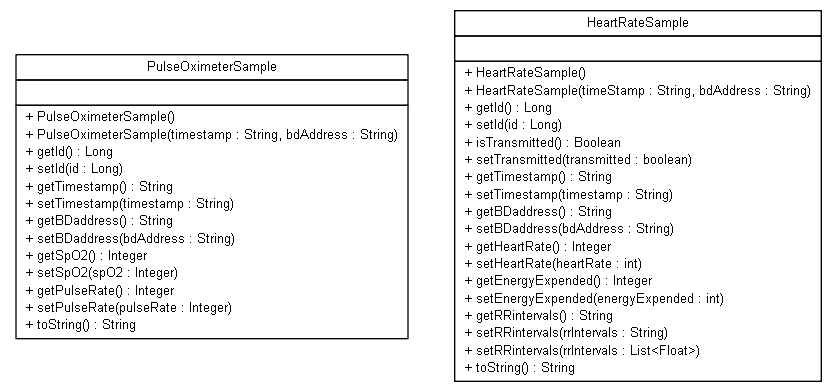 PulseOximeterSample
+ PulseOximeterSample()
+ PulseOximeterSample(timestamp : String, bdAddress : String)
+ getId() : Long
+ setId(id : Long)
+ getTimestamp() : String
+ setTimestamp(timestamp : String)
+ getBDaddress() : String
+ setBDaddress(bdAddress : String)
+ getSpO2() : Integer
+ setSpO2(spO2 : Integer)
+ getPulseRate() : Integer
+ setPulseRate(pulseRate : Integer)
+ toString() : String
HeartRateSample
+ HeartRateSample()
+ HeartRateSample(timeStamp : String, bdAddress : String)
+ getId() : Long
+ setId(id : Long)
+ isTransmitted() : Boolean
+ setTransmitted(transmitted : boolean)
+ getTimestamp() : String
+ setTimestamp(timestamp : String)
+ getBDaddress() : String
+ setBDaddress(bdAddress : String)
+ getHeartRate() : Integer
+ setHeartRate(heartRate : int)
+ getEnergyExpended() : Integer
+ setEnergyExpended(energyExpended : int)
+ getRRintervals() : String
+ setRRintervals(rrIntervals : String)
+ setRRintervals(rrIntervals : List<Float>)
+ toString() : String